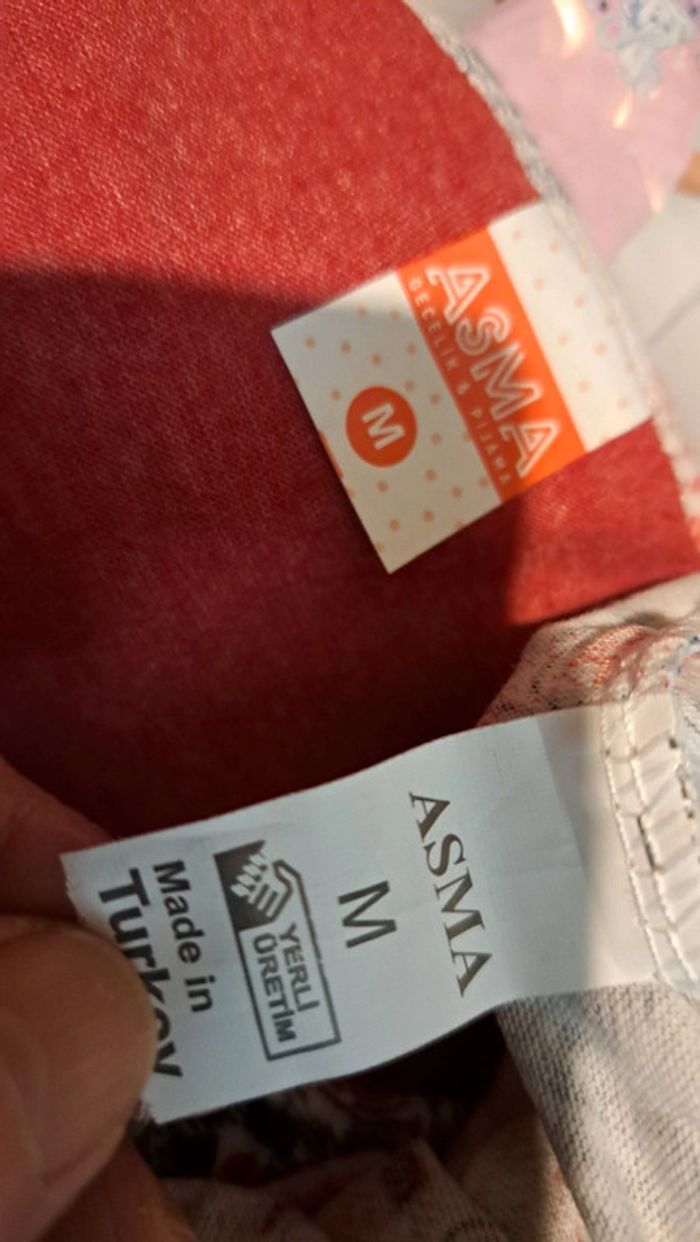 ASMA
GECELİK & PİJAMA
M
ASMA
M
YERLİ
ÜRETİM
Made in
Turkey